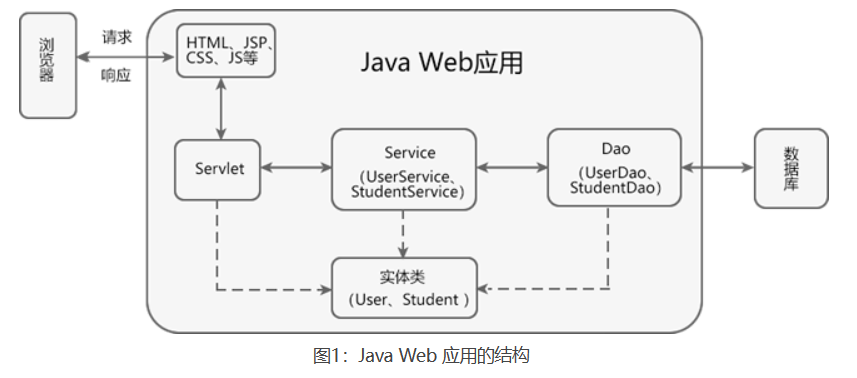 浏览器
请求
响应
HTML、JSP、
CSS、JS等
Java Web应用
Servlet
Service
（UserService、
StudentService）
Dao
（UserDao、
StudentDao）
数据库
实体类
（User、Student ）
图1：Java Web 应用的结构